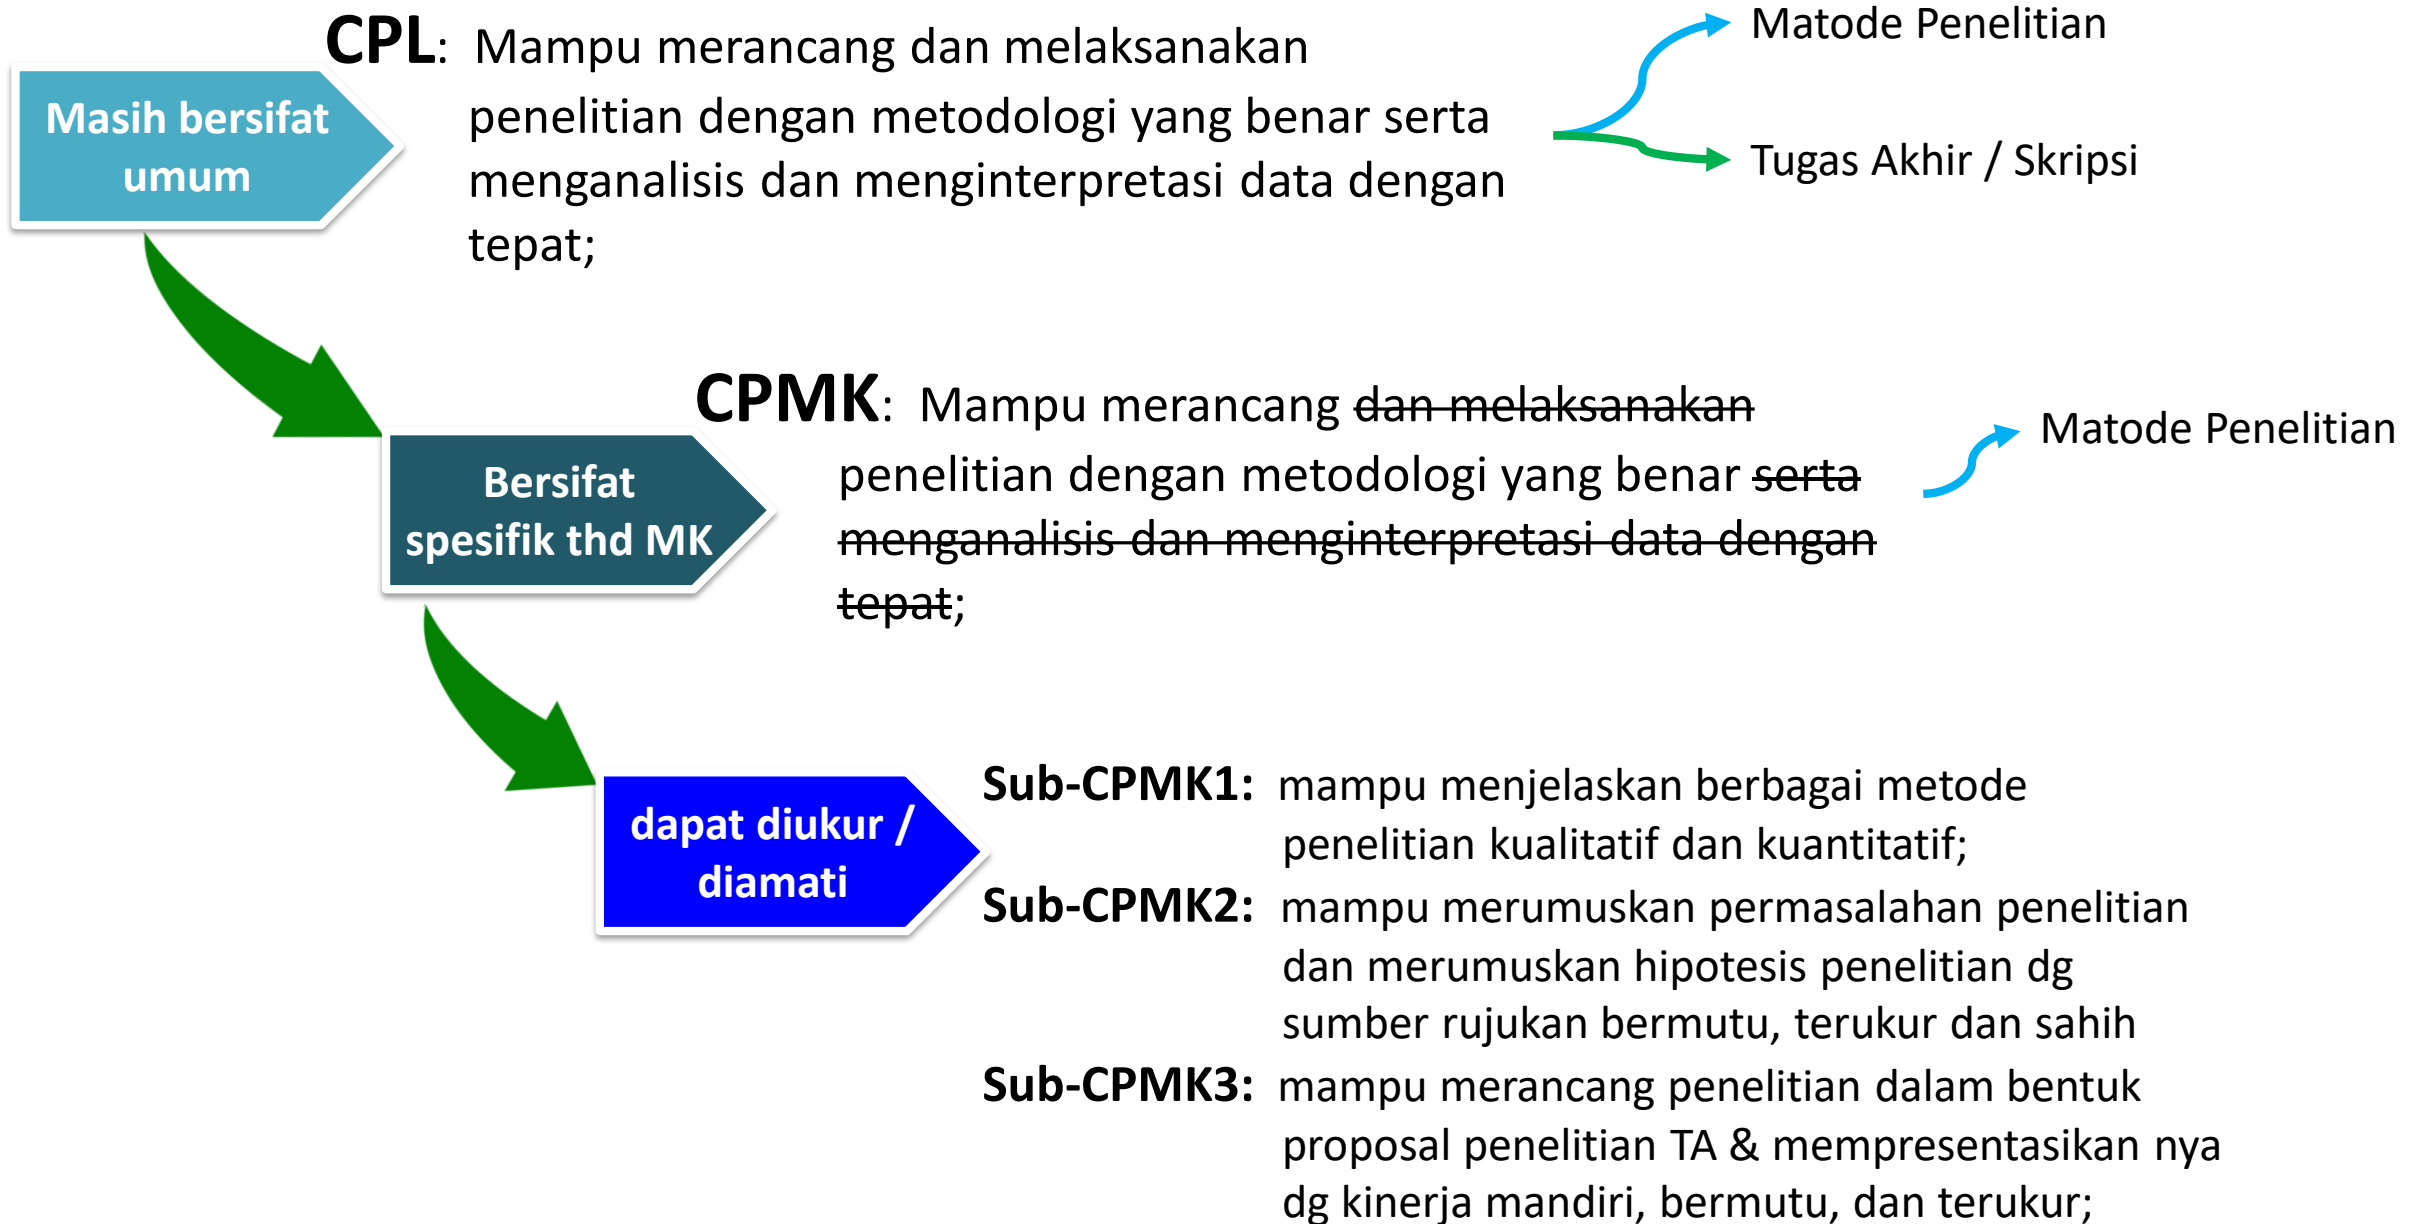 CPL: Mampu merancang dan melaksanakan
penelitian dengan metodologi yang benar serta
menganalisis dan menginterpretasi data dengan
tepat;
Matode Penelitian
Tugas Akhir / Skripsi
Masih bersifat
umum
CPMK: Mampu merancang dan melaksanakan
penelitian dengan metodologi yang benar serta
menganalisis dan menginterpretasi data dengan
tepat;
Matode Penelitian
Bersifat
spesifik thd MK
dapat diukur /
diamati
Sub-CPMK1: mampu menjelaskan berbagai metode
penelitian kualitatif dan kuantitatif;
Sub-CPMK2: mampu merumuskan permasalahan penelitian
dan merumuskan hipotesis penelitian dg
sumber rujukan bermutu, terukur dan sahih
Sub-CPMK3: mampu merancang penelitian dalam bentuk
proposal penelitian TA & mempresentasikan nya
dg kinerja mandiri, bermutu, dan terukur;